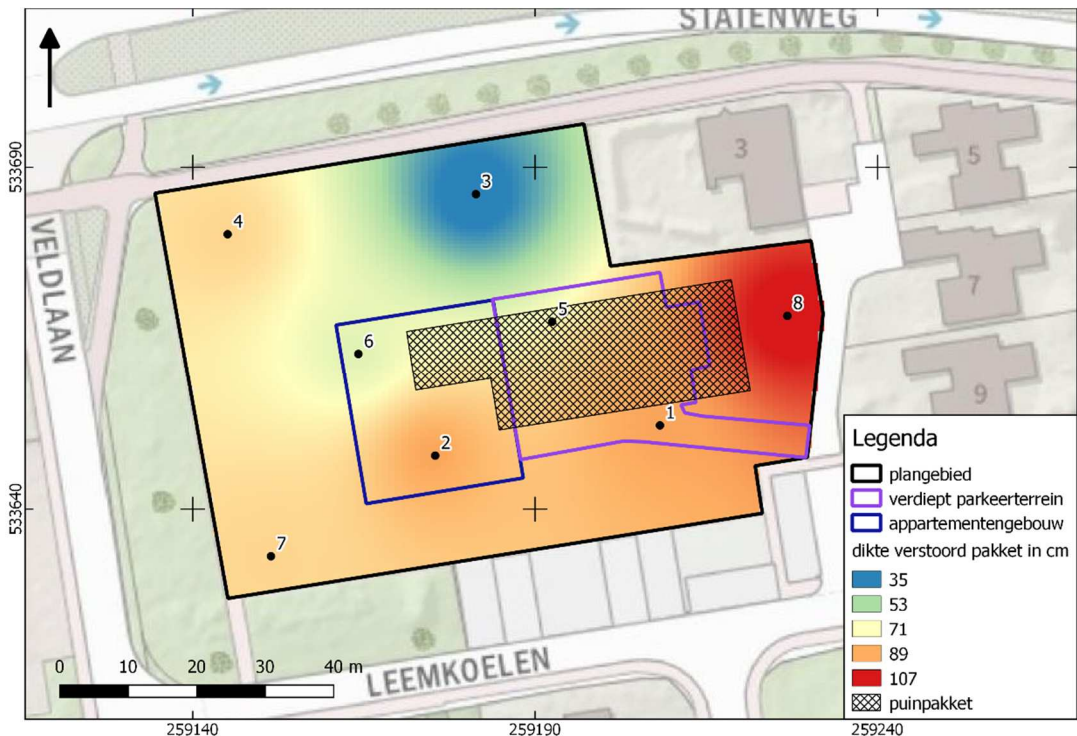 STATENWEG
533690
3
5
3
4
VELDLAAN
7
8
5
6
9
1
2
533640
7
Legenda
plangebied
verdiept parkeerterrein
appartementengebouw
dikte verstoord pakket in cm
35
53
71
89
107
puinpakket
0 10 20 30 40 m
LEEMKOELEN
259140 259190 259240